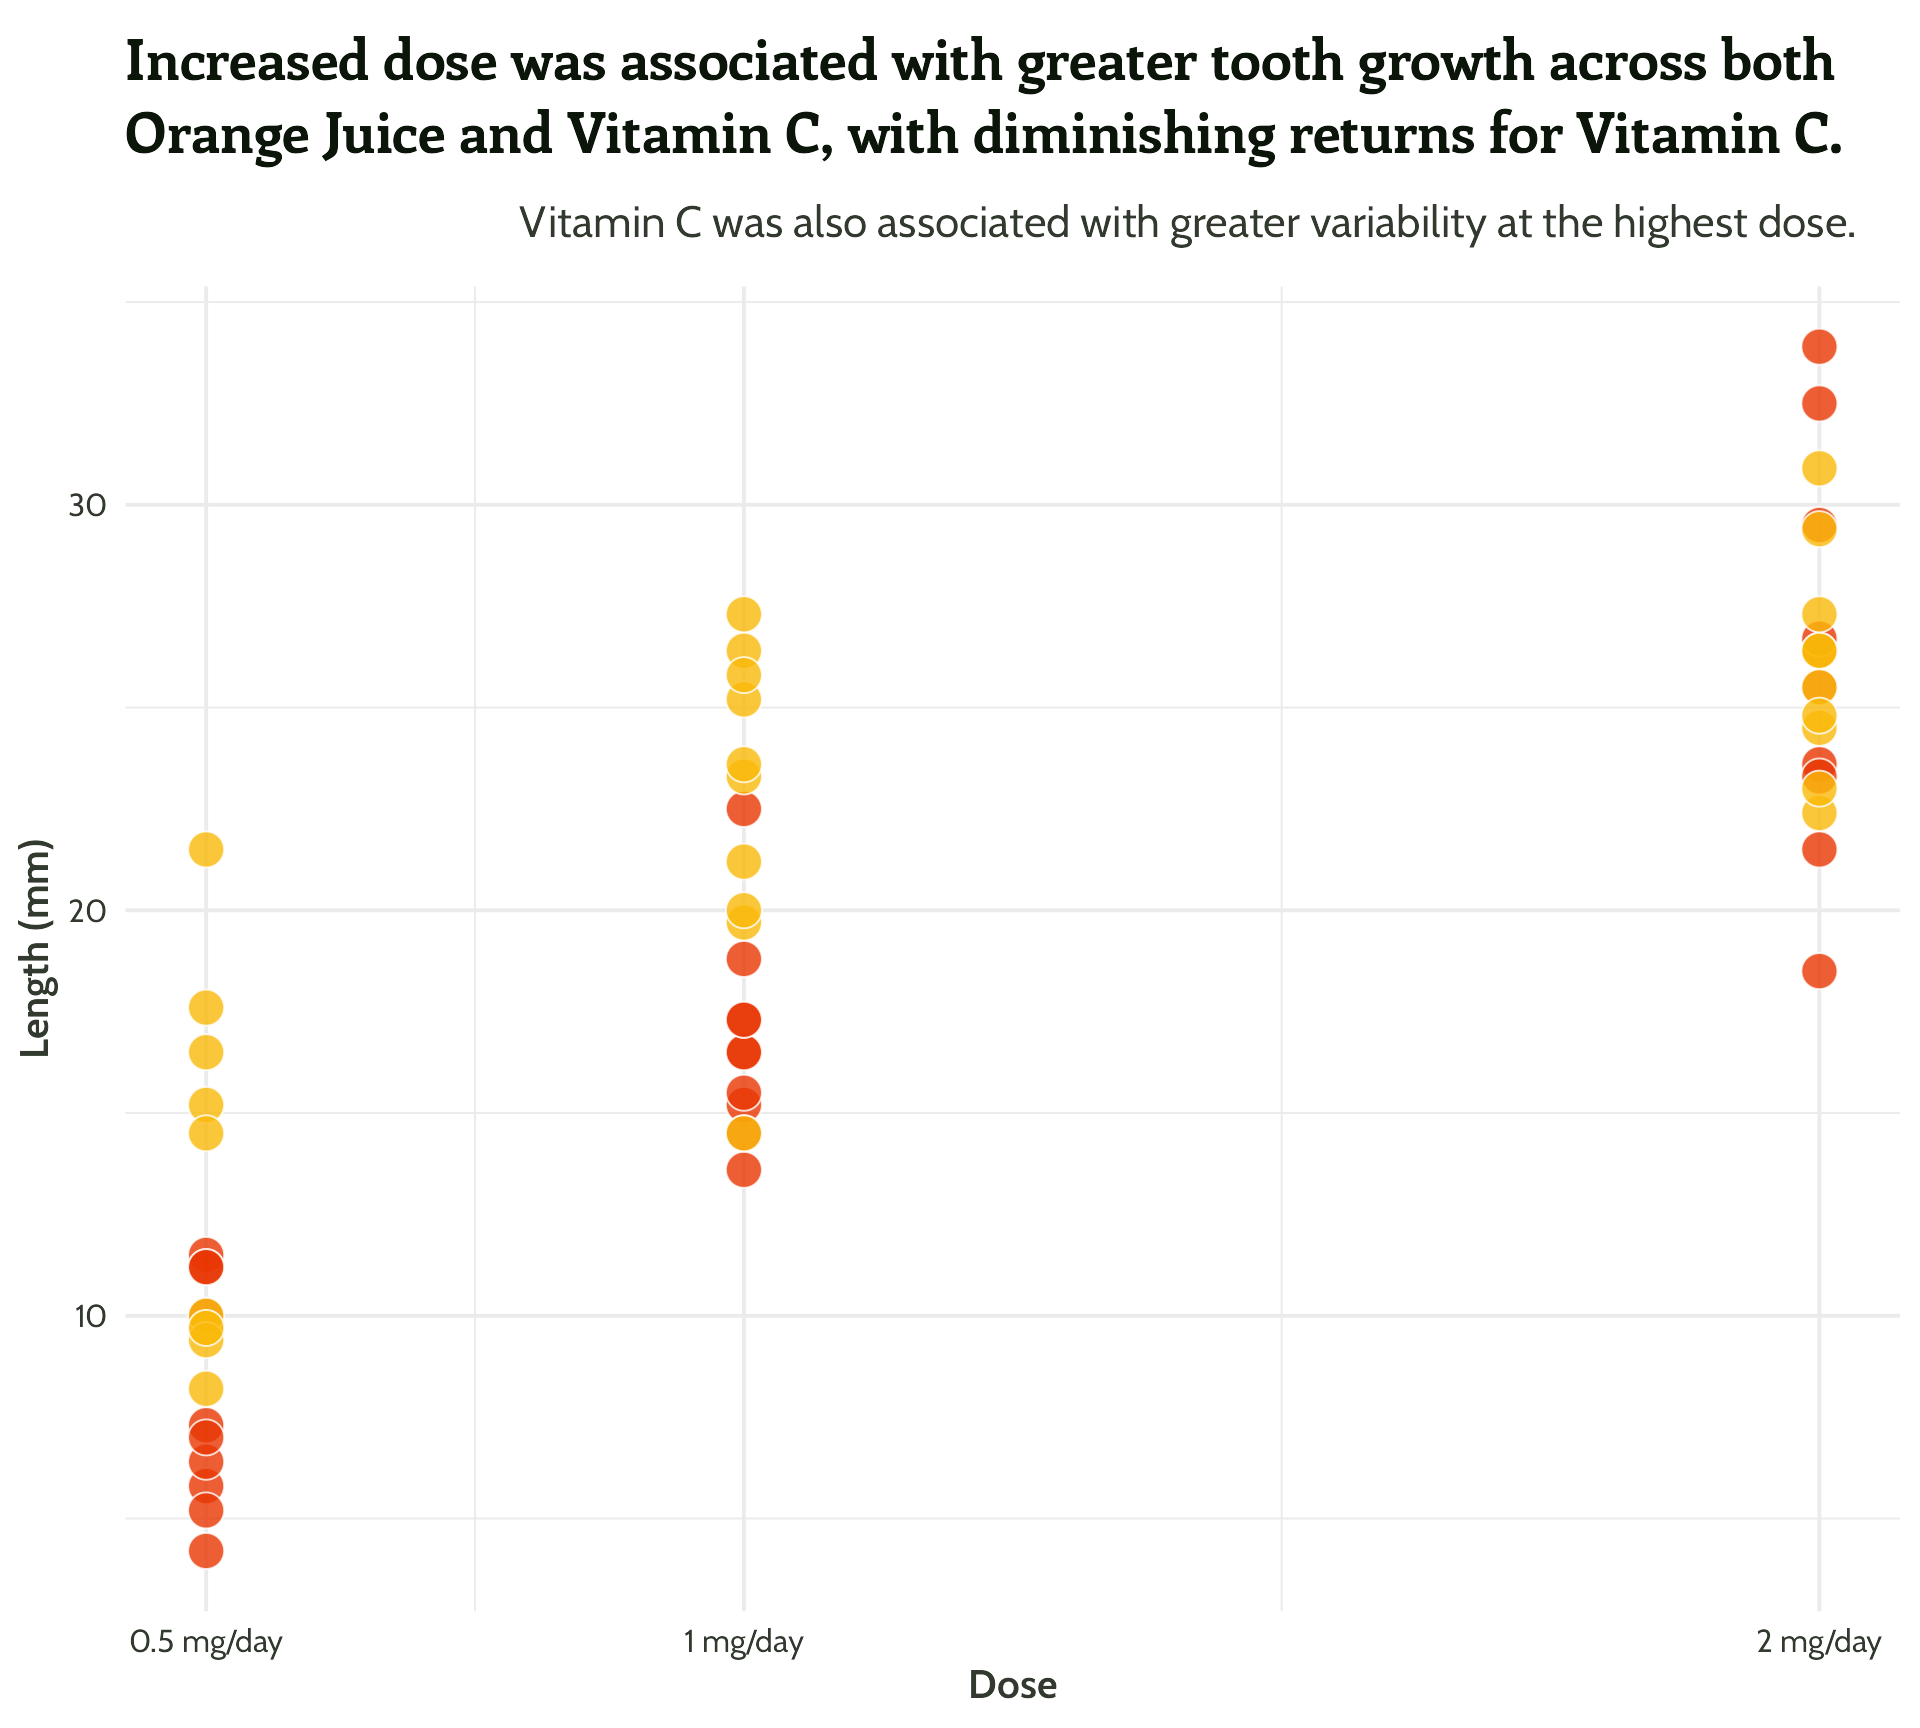 Increased dose was associated with greater tooth growth across both
Orange Juice and Vitamin C, with diminishing returns for Vitamin C.
Vitamin C was also associated with greater variability at the highest dose.
Length (mm)
30
20
10
0.5 mg/day
1 mg/day
2 mg/day
Dose